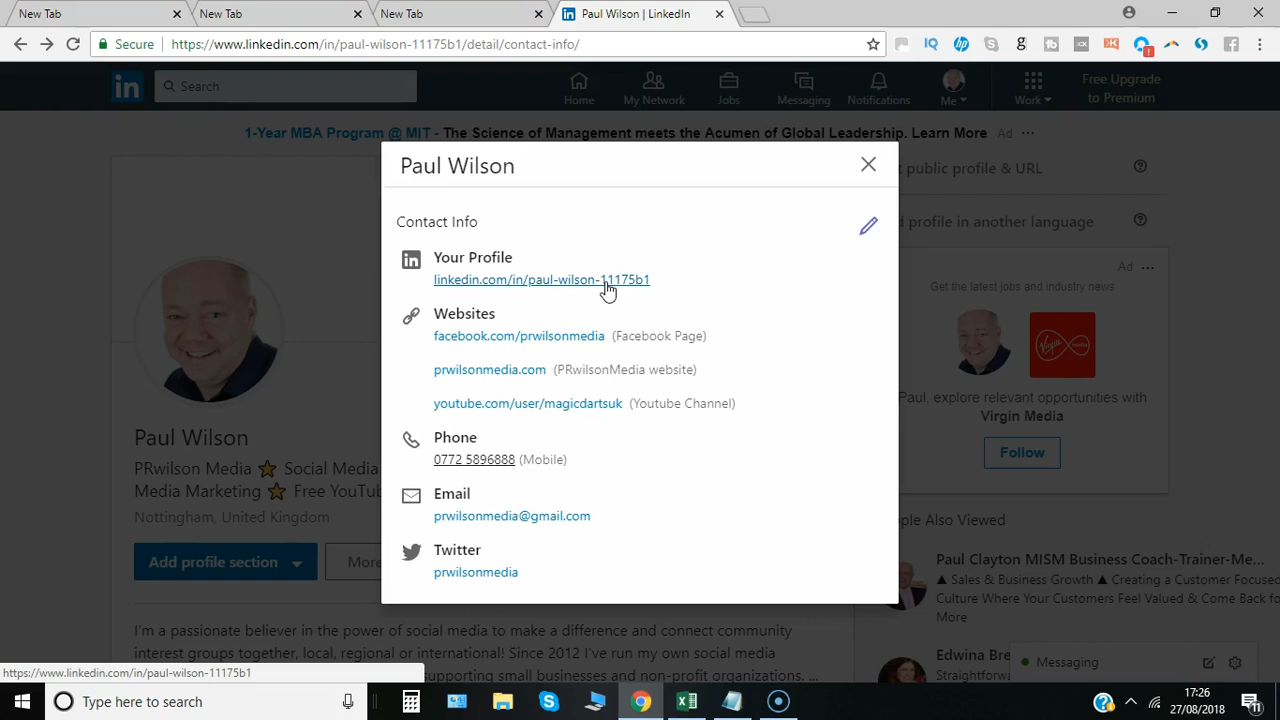 New Tab
New Tab
New Tab
Paul Wilson | LinkedIn
Secure
https://www.linkedin.com/in/paul-wilson-11175b1/detail/contact-info/
in
Search
Home
My Network
Jobs
Messaging
Notifications
Me
Work
Free Upgrade
to Premium
1-Year MBA Program @ MIT - The Science of Management meets the Acumen of Global Leadership. Learn More
Ad
Paul Wilson
public profile & URL
Contact Info
profile in another language
Your Profile
linkedin.com/in/paul-wilson-11175b1
Websites
facebook.com/prwilsonmedia (Facebook Page)
prwilsonmedia.com (PRwilsonMedia website)
youtube.com/user/magicdartsuk (Youtube Channel)
Phone
0772 5896888 (Mobile)
Email
prwilsonmedia@gmail.com
Twitter
prwilsonmedia
Ad
Get the latest jobs and industry news
Paul, explore relevant opportunities with
Virgin Media
Follow
Paul Wilson
PRwilson Media Social Media
Media Marketing Free YouTu
Nottingham, United Kingdom
Add profile section
More
I'm a passionate believer in the power of social media to make a difference and connect community
interest groups together, local, regional or international! Since 2012 I've run my own social media
supporting small businesses and non-profit organizations. ...
ople Also Viewed
Paul Clayton MISM Business Coach-Trainer-Me...
▲ Sales & Business Growth ▲ Creating a Customer Focused
Culture Where Your Customers Feel Valued & Come Back fo
More
Edwina Bre
Straightforwar
Messaging
https://www.linkedin.com/in/paul-wilson-11175b1
Type here to search
17:26
27/08/2018
11